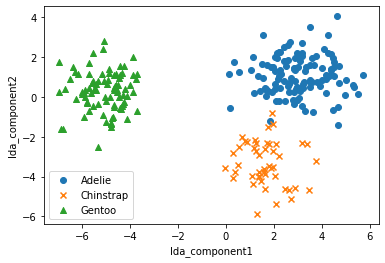 4
2
0
−2
−4
−6
lda_component2
Adelie
Chinstrap
Gentoo
−6
−4
−2
0
2
4
6
lda_component1